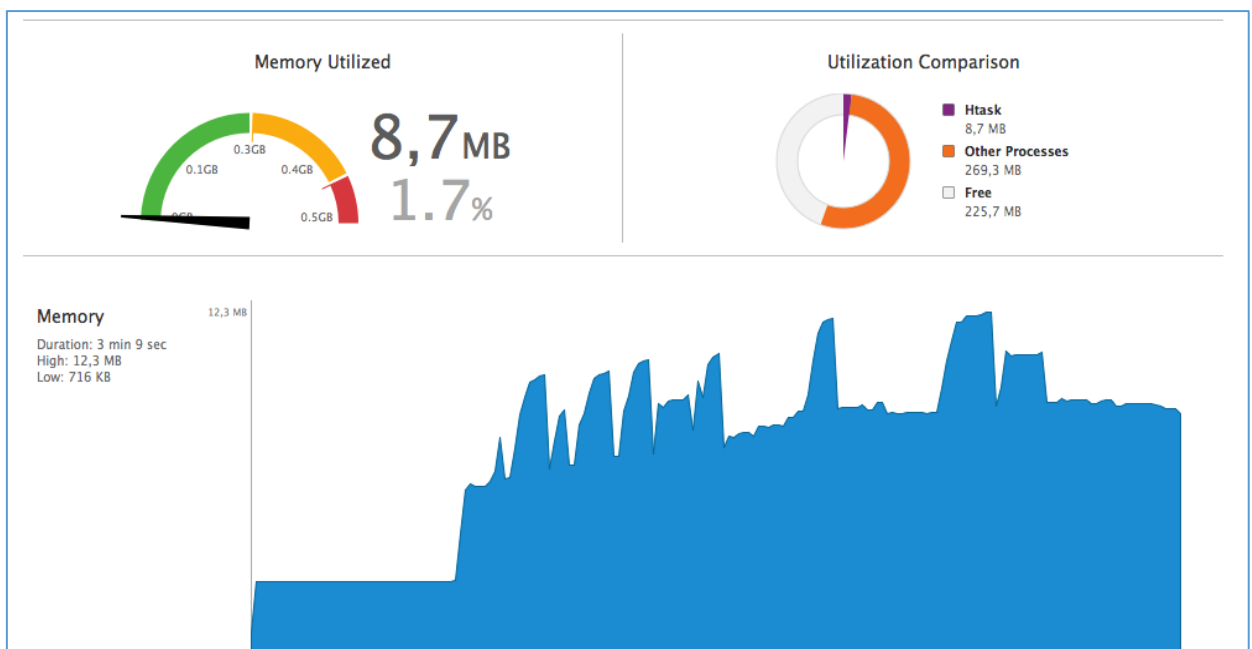 Memory Utilized
0GB
0.1GB
0.3GB
0.4GB
0.5GB
8,7MB
1.7%
Utilization Comparison
Htask
8,7 MB
Other Processes
269,3 MB
Free
225,7 MB
Memory
Duration: 3 min 9 sec
High: 12,3 MB
Low: 716 KB
12,3 MB